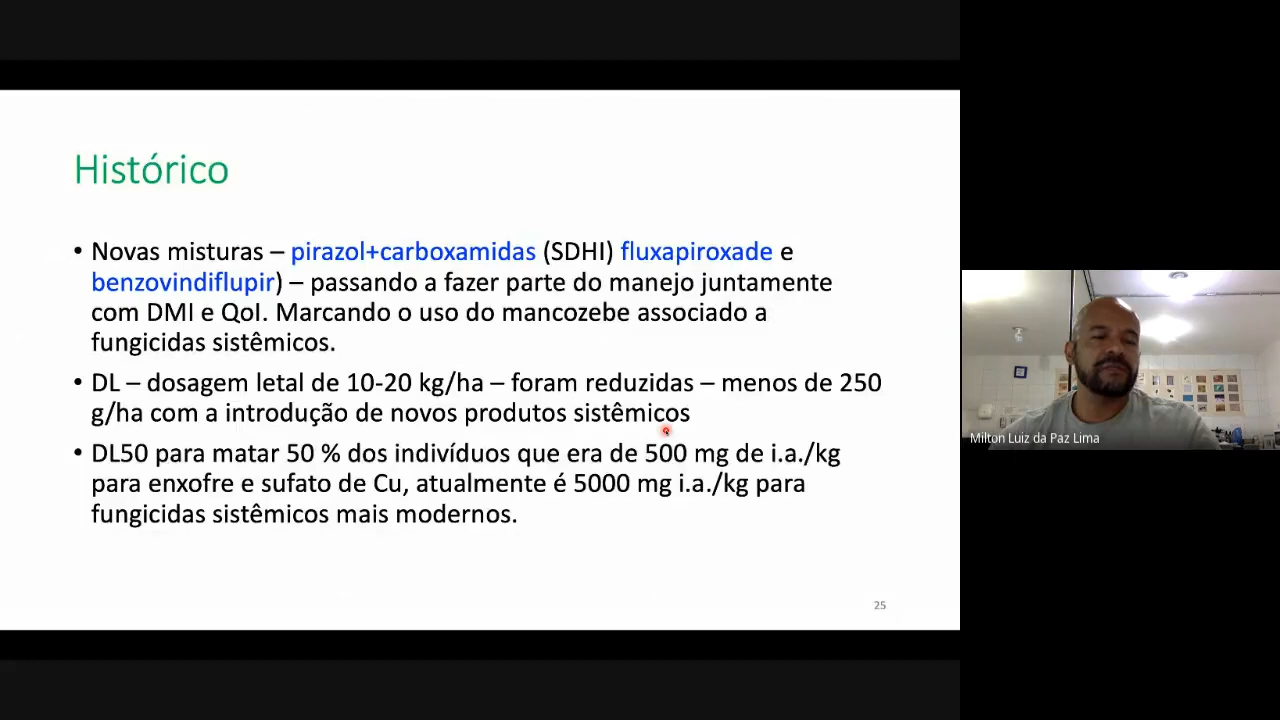 Histórico
• Novas misturas – pirazol+carboxamidas (SDHI) fluxapiroxade e
benzovindiflupir) – passando a fazer parte do manejo juntamente
com DMI e QoI. Marcando o uso do mancozebe associado a
fungicidas sistêmicos.
• DL – dosagem letal de 10-20 kg/ha – foram reduzidas – menos de 250
g/ha com a introdução de novos produtos sistêmicos
• DL50 para matar 50 % dos indivíduos que era de 500 mg de i.a./kg
para enxofre e sufato de Cu, atualmente é 5000 mg i.a./kg para
fungicidas sistêmicos mais modernos.
25
Milton Luiz da Paz Lima